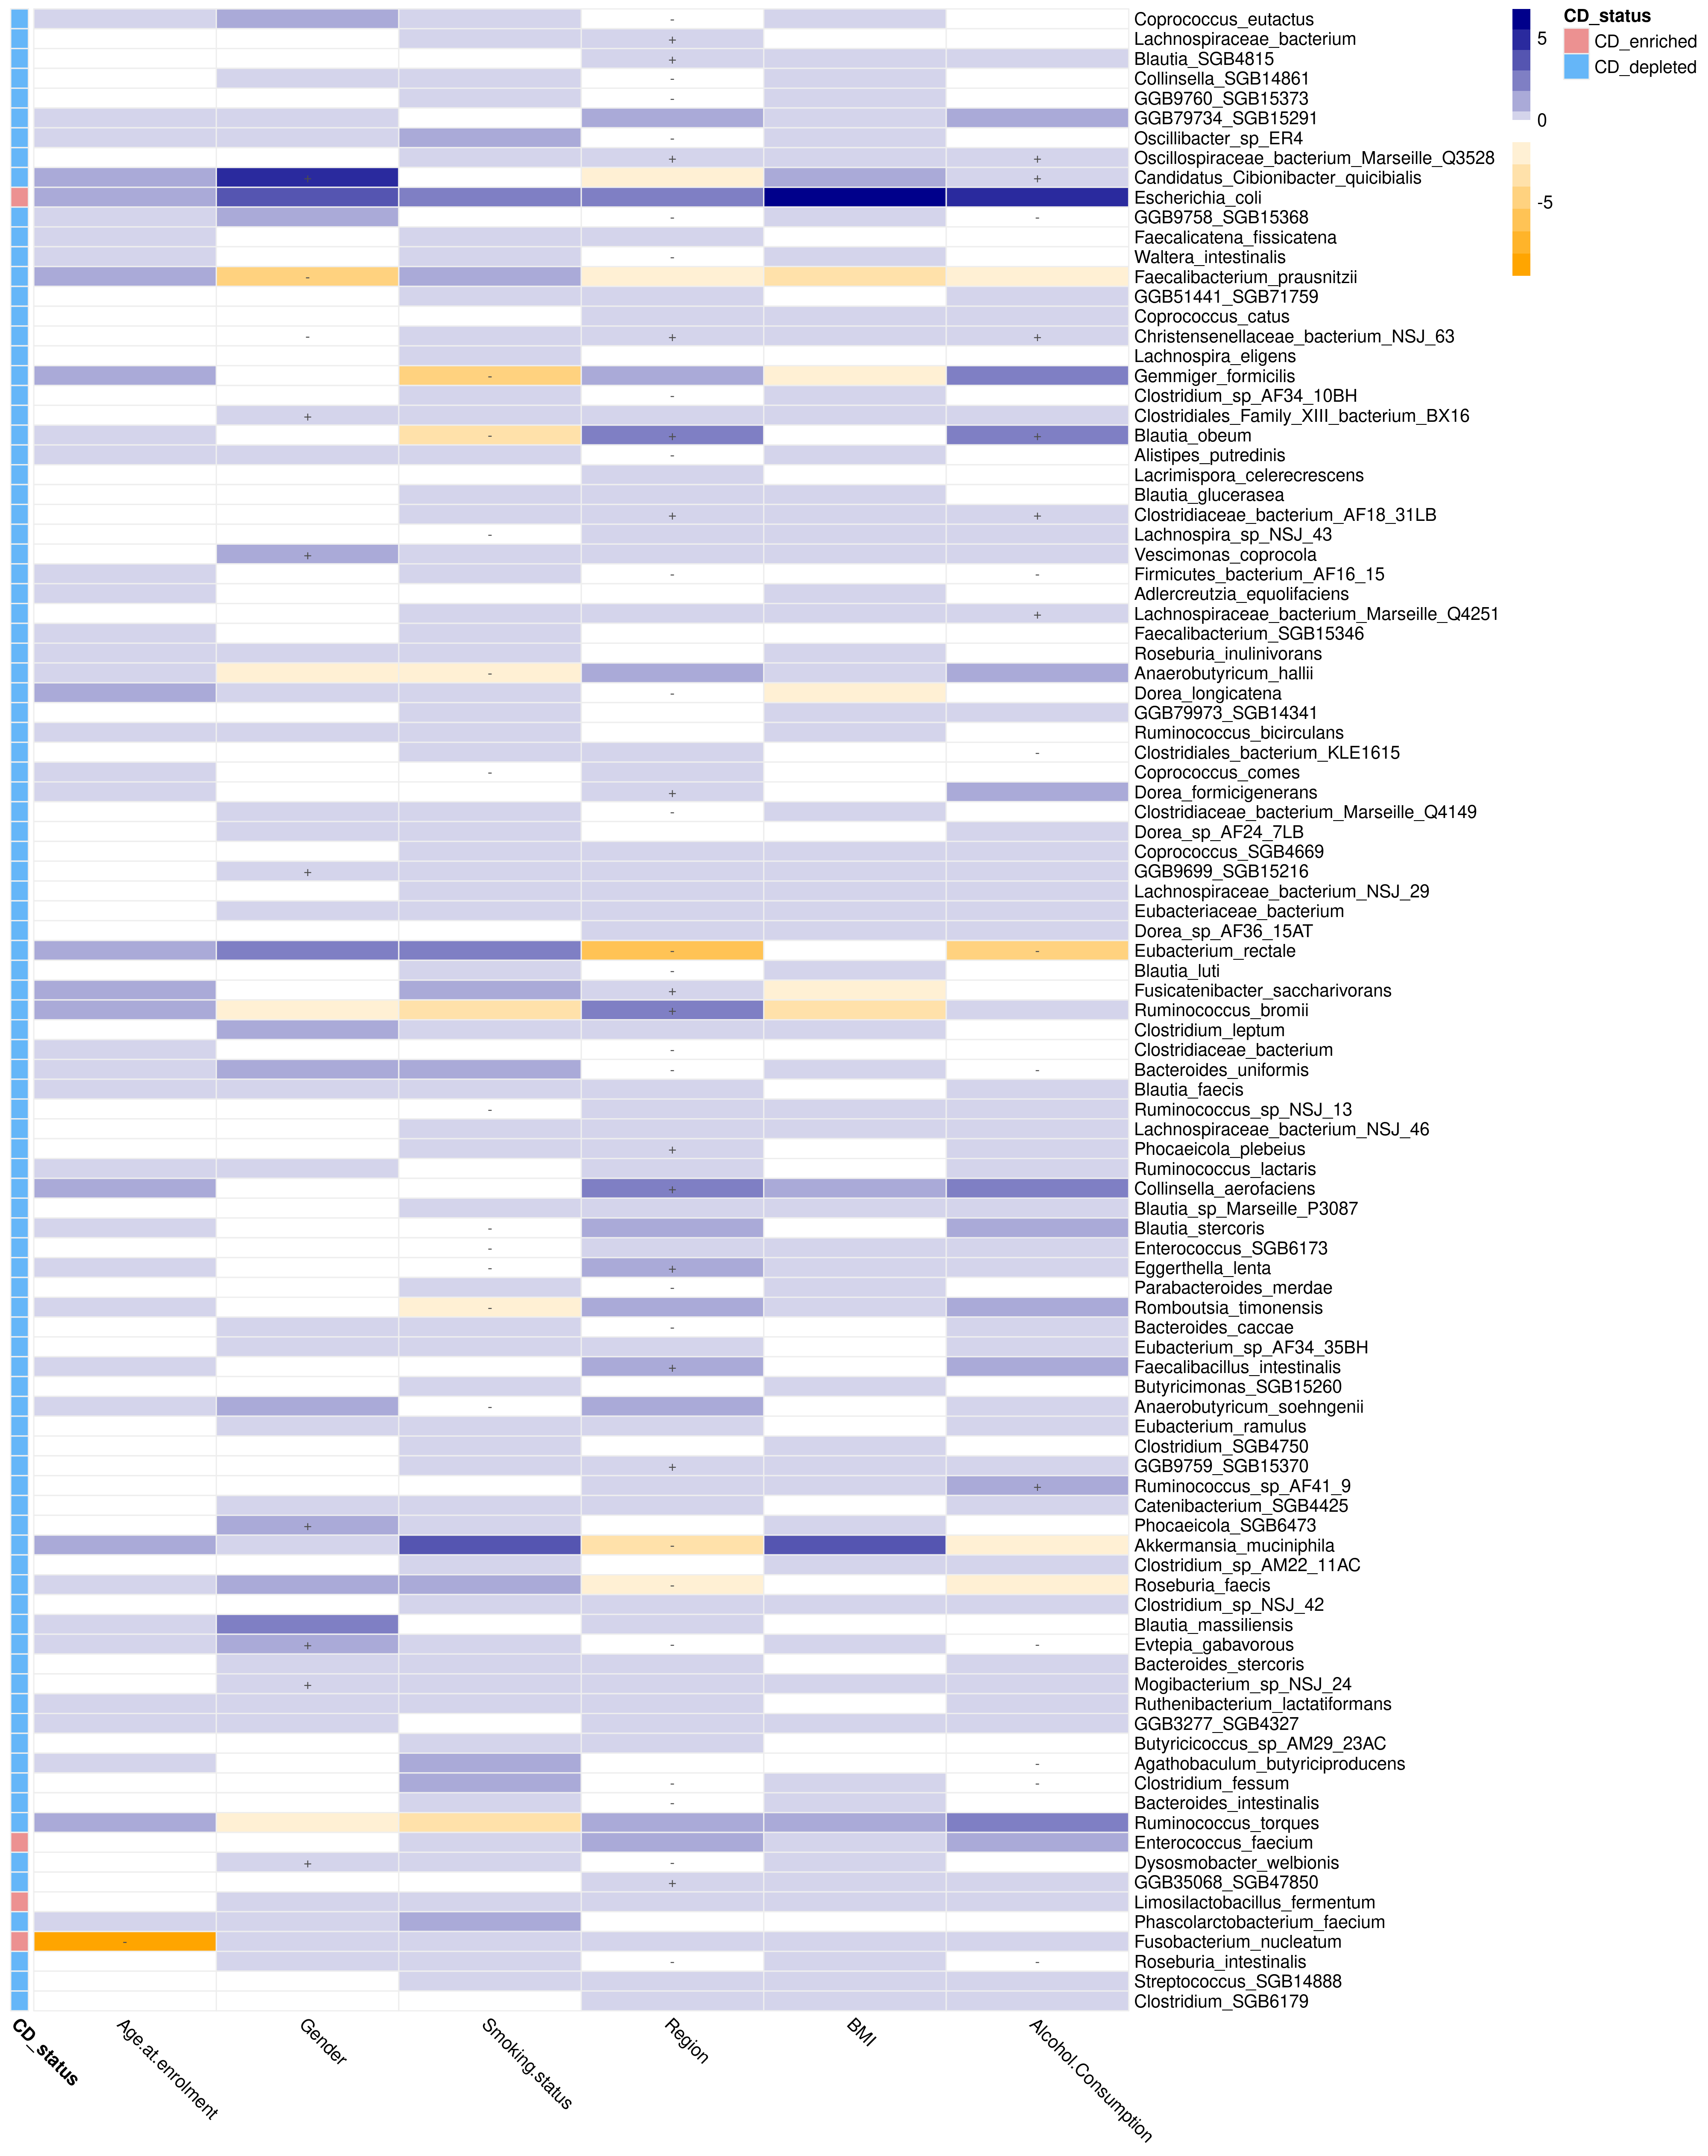 - Coprococcus_eutactus
+ Lachnospiraceae_bacterium
+ Blautia_SGB4815
- Collinsella_SGB14861
- GGB9760_SGB15373
GGB79734_SGB15291
- Oscillibacter_sp_ER4
+ + Oscillospiraceae_bacterium_Marseille_Q3528
+ + Candidatus_Cibionibacter_quicibialis
Escherichia_coli
- - GGB9758_SGB15368
Faecalicatena_fissicatena
- Waltera_intestinalis
- Faecalibacterium_prausnitzii
GGB51441_SGB71759
Coprococcus_catus
- + + Christensenellaceae_bacterium_NSJ_63
Lachnospira_eligens
- Gemmiger_formicilis
- Clostridium_sp_AF34_10BH
+ Clostridiales_Family_XIII_bacterium_BX16
- + + Blautia_obeum
- Alistipes_putredinis
Lacrimispora_celerecrescens
Blautia_glucerasea
+ + Clostridiaceae_bacterium_AF18_31LB
- Lachnospira_sp_NSJ_43
+ Vescimonas_coprocola
- - Firmicutes_bacterium_AF16_15
Adlercreutzia_equolifaciens
+ Lachnospiraceae_bacterium_Marseille_Q4251
Faecalibacterium_SGB15346
Roseburia_inulinivorans
- Anaerobutyricum_hallii
- Dorea_longicatena
GGB79973_SGB14341
Ruminococcus_bicirculans
- Clostridiales_bacterium_KLE1615
- Coprococcus_comes
+ Dorea_formicigenerans
- Clostridiaceae_bacterium_Marseille_Q4149
Dorea_sp_AF24_7LB
Coprococcus_SGB4669
+ GGB9699_SGB15216
Lachnospiraceae_bacterium_NSJ_29
Eubacteriaceae_bacterium
Dorea_sp_AF36_15AT
- - Eubacterium_rectale
- Blautia_luti
+ Fusicatenibacter_saccharivorans
+ Ruminococcus_bromii
Clostridium_leptum
- Clostridiaceae_bacterium
- - Bacteroides_uniformis
Blautia_faecis
- Ruminococcus_sp_NSJ_13
Lachnospiraceae_bacterium_NSJ_46
+ Phocaeicola_plebeius
Ruminococcus_lactaris
+ Collinsella_aerofaciens
Blautia_sp_Marseille_P3087
- Blautia_stercoris
- Enterococcus_SGB6173
- + Eggerthella_lenta
- Parabacteroides_merdae
- Romboutsia_timonensis
- Bacteroides_caccae
Eubacterium_sp_AF34_35BH
+ Faecalibacillus_intestinalis
Butyricimonas_SGB15260
- Anaerobutyricum_soehngenii
Eubacterium_ramulus
Clostridium_SGB4750
+ GGB9759_SGB15370
+ Ruminococcus_sp_AF41_9
Catenibacterium_SGB4425
+ Phocaeicola_SGB6473
- Akkermansia_muciniphila
Clostridium_sp_AM22_11AC
- Roseburia_faecis
Clostridium_sp_NSJ_42
Blautia_massiliensis
+ - - Evtepia_gabavorous
Bacteroides_stercoris
+ Mogibacterium_sp_NSJ_24
Ruthenibacterium_lactatiformans
GGB3277_SGB4327
Butyricicoccus_sp_AM29_23AC
- Agathobaculum_butyriciproducens
- - Clostridium_fessum
- Bacteroides_intestinalis
Ruminococcus_torques
Enterococcus_faecium
+ - Dysosmobacter_welbionis
+ GGB35068_SGB47850
Limosilactobacillus_fermentum
Phascolarctobacterium_faecium
- Fusobacterium_nucleatum
- - Roseburia_intestinalis
Streptococcus_SGB14888
Clostridium_SGB6179
CD_status
Age.at.enrolment
Gender
Smoking.status
Region
BMI
Alcohol.Consumption
5
0
-5
CD_status
CD_enriched
CD_depleted